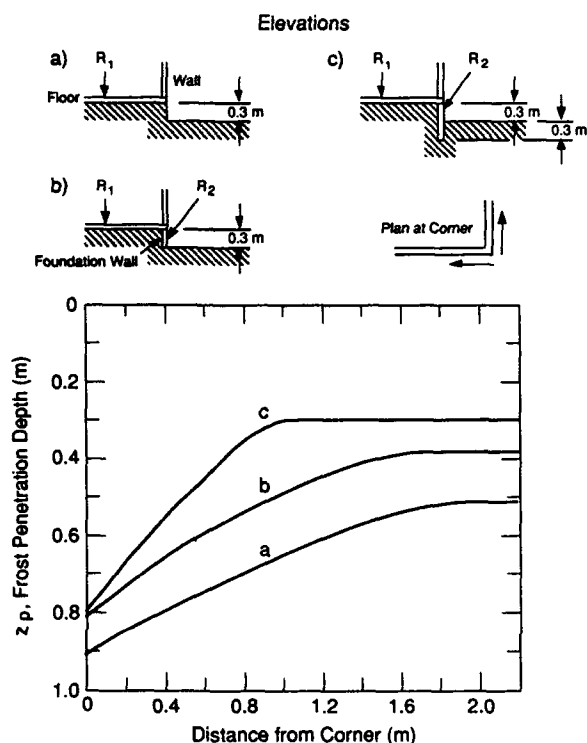 Elevations
a)
R1
Wall
Floor
0.3 m
c)
R1
R2
0.3 m
0.3 m
b)
R1
R2
0.3 m
Foundation Wall
Plan at Corner
0
0.2
0.4
0.6
0.8
1.0
z p, Frost Penetration Depth (m)
c
b
a
0
0.4
0.8
1.2
1.6
2.0
Distance from Corner (m)